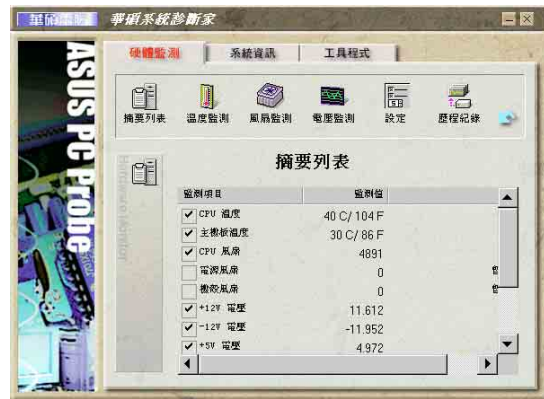 華碩系統診斷家
硬體監測 系統資訊 工具程式
摘要列表 溫度監測 風扇監測 電壓監測 設定 歷程紀錄
ASUS PC Probe
Hardware Monitor
摘要列表
監測項目 監測值
CPU 溫度 40 C/ 104 F
主機板溫度 30 C/ 86 F
CPU 風扇 4891
電源風扇 0
機殼風扇 0
+12V 電壓 11.612
-12V 電壓 -11.952
+5V 電壓 4.972